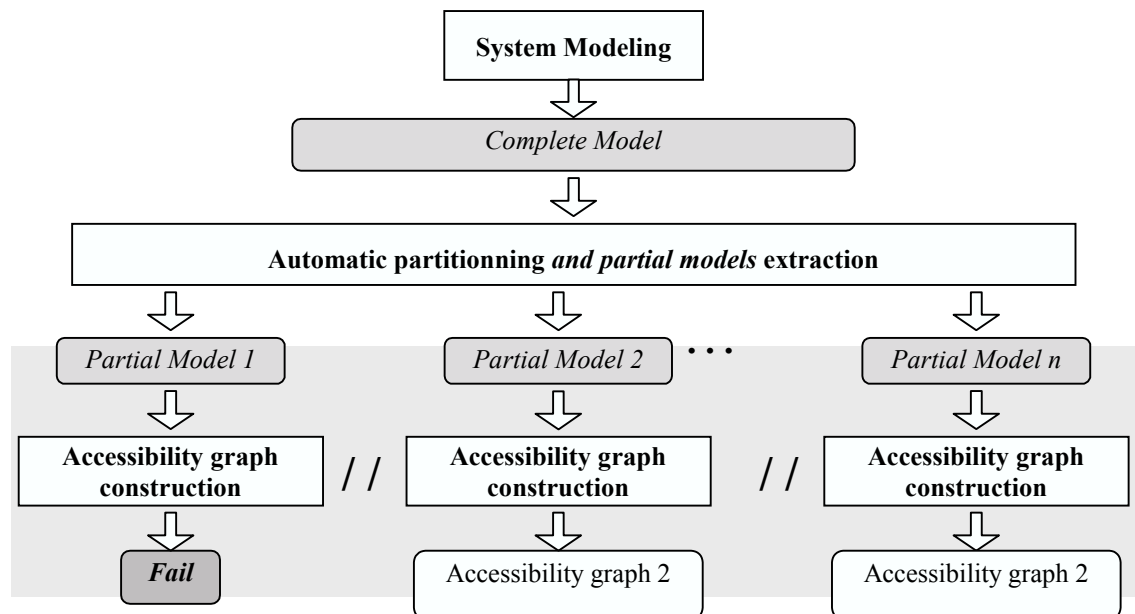 System Modeling
Complete Model
Automatic partitionning and partial models extraction
Partial Model 1
Partial Model 2
...
Partial Model n
Accessibility graph
construction
//
Accessibility graph
construction
//
Accessibility graph
construction
Fail
Accessibility graph 2
Accessibility graph 2